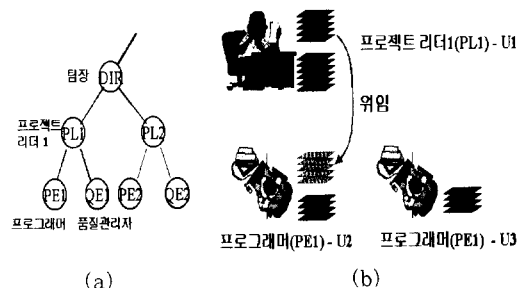 팀장 DIR
프로젝트
리더 1
PL1 PL2
PE1 QE1 PE2 QE2
프로그래머 품질관리자
(a)
프로젝트 리더1(PL1) - U1
위임
프로그래머(PE1) - U2 프로그래머(PE1) - U3
(b)